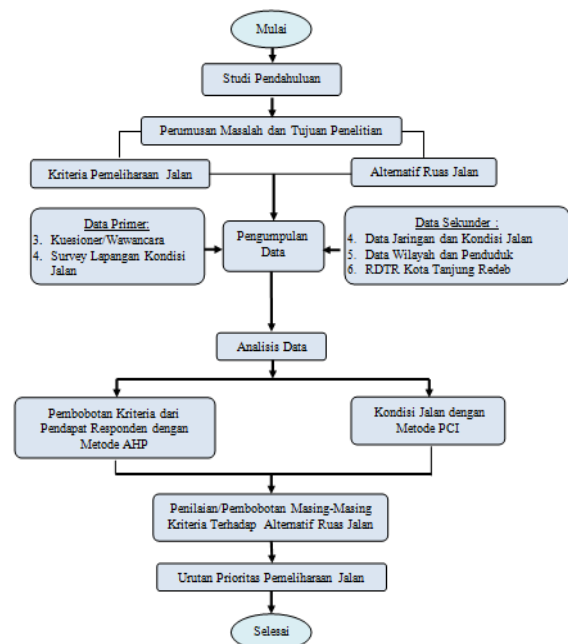 Mulai
Studi Pendahuluan
Perumusan Masalah dan Tujuan Penelitian
Kriteria Pemeliharaan Jalan
Alternatif Ruas Jalan
Data Primer:
3. Kuesioner/Wawancara
4. Survey Lapangan Kondisi
Jalan
Pengumpulan
Data
Data Sekunder :
4. Data Jaringan dan Kondisi Jalan
5. Data Wilayah dan Penduduk
6. RDTR Kota Tanjung Redeb
Analisis Data
Pembobotan Kriteria dari
Pendapat Responden dengan
Metode AHP
Kondisi Jalan dengan
Metode PCI
Penilaian/Pembobotan Masing-Masing
Kriteria Terhadap Alternatif Ruas Jalan
Urutan Prioritas Pemeliharaan Jalan
Selesai